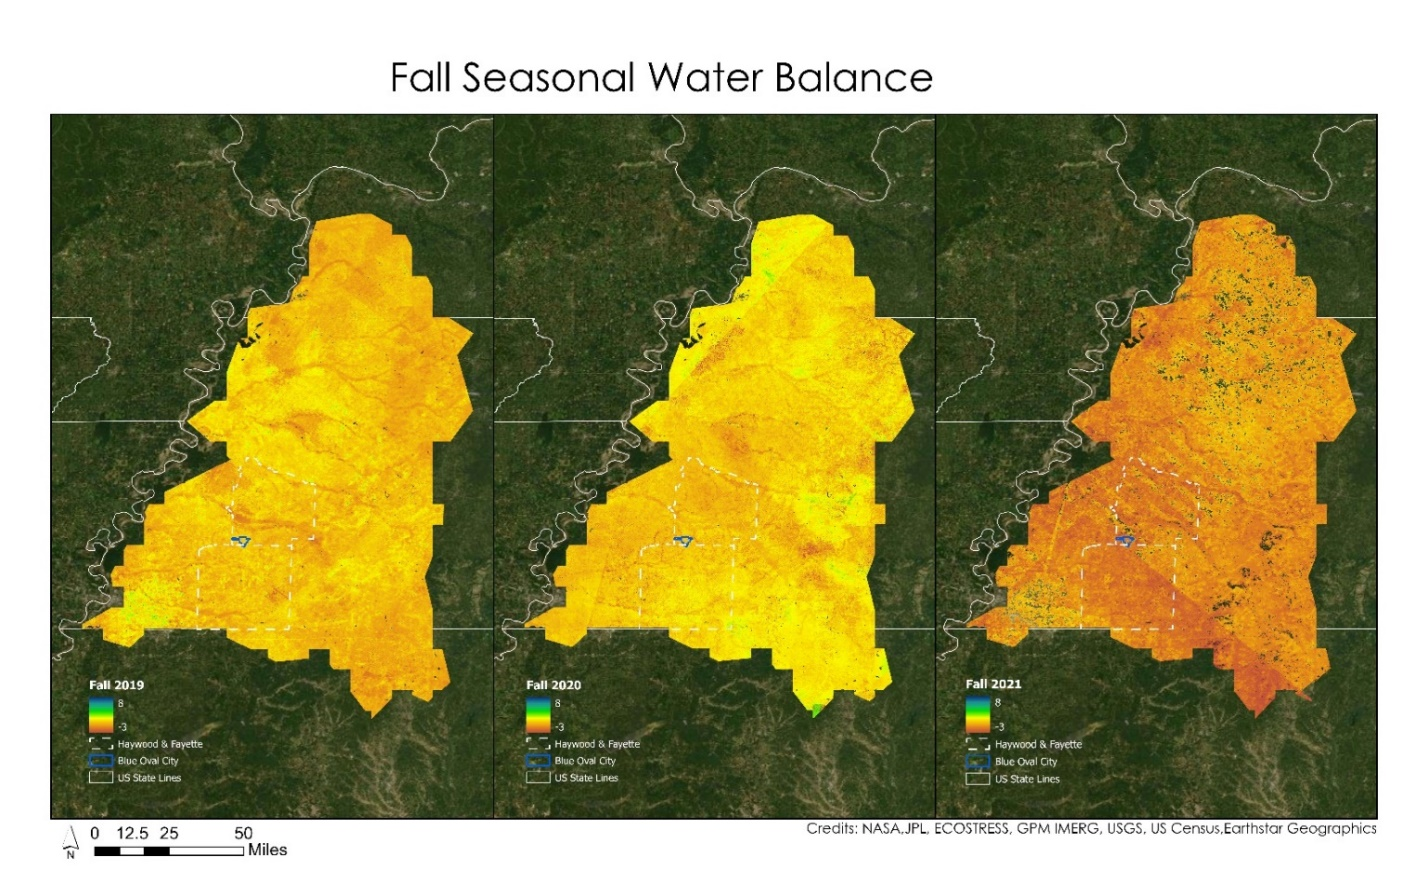 Fall Seasonal Water Balance
Fall 2019
8
-3
Haywood & Fayette
Blue Oval City
US State Lines
Fall 2020
8
-3
Haywood & Fayette
Blue Oval City
US State Lines
Fall 2021
8
-3
Haywood & Fayette
Blue Oval City
US State Lines
N
0 12.5 25 50
Miles
Credits: NASA,JPL, ECOSTRESS, GPM IMERG, USGS, US Census,Earthstar Geographics